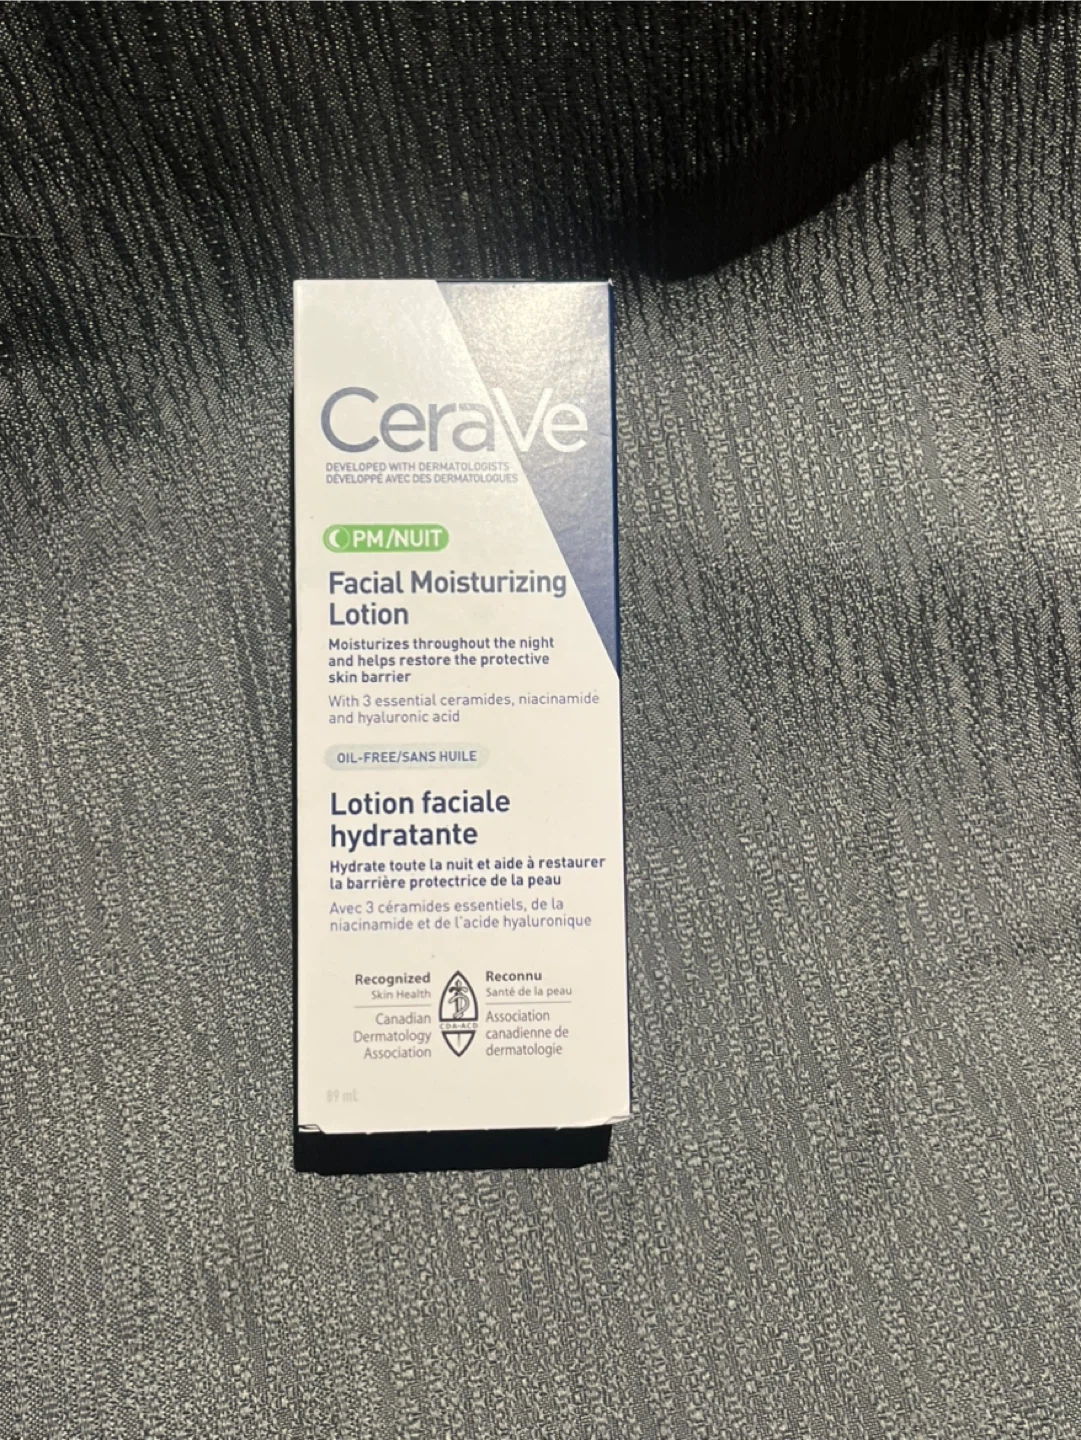 CeraVe
DEVELOPED WITH DERMATOLOGISTS
DÉVELOPPÉ AVEC DES DERMATOLOGUES
PM/NUIT
Facial Moisturizing
Lotion
Moisturizes throughout the night
and helps restore the protective
skin barrier
With 3 essential ceramides, niacinamide
and hyaluronic acid
OIL-FREE/SANS HUILE
Lotion faciale
hydratante
Hydrate toute la nuit et aide à restaurer
la barrière protectrice de la peau
Avec 3 céramides essentiels, de la
niacinamide et de l'acide hyaluronique
Recognized
Skin Health
Canadian
Dermatology
Association
CDA-ACD
Reconnu
Santé de la peau
Association
canadienne de
dermatologie
89 mL